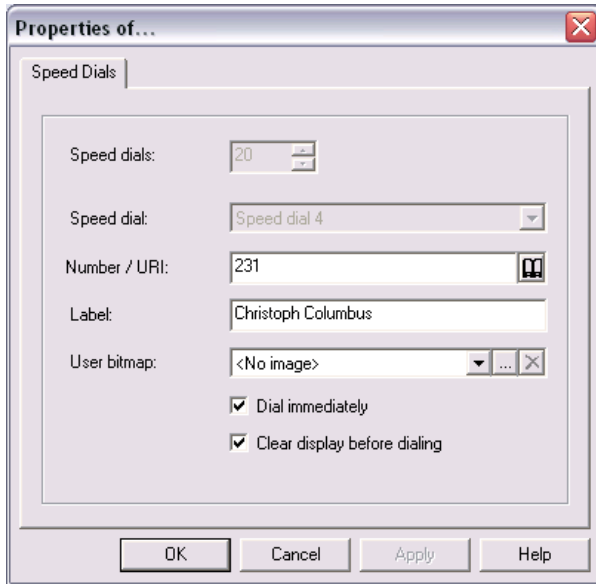 Properties of...
Speed Dials
Speed dials: 20
Speed dial: Speed dial 4
Number / URI: 231
Label: Christoph Columbus
User bitmap: <No image> ...
Dial immediately
Clear display before dialing
OK Cancel Apply Help